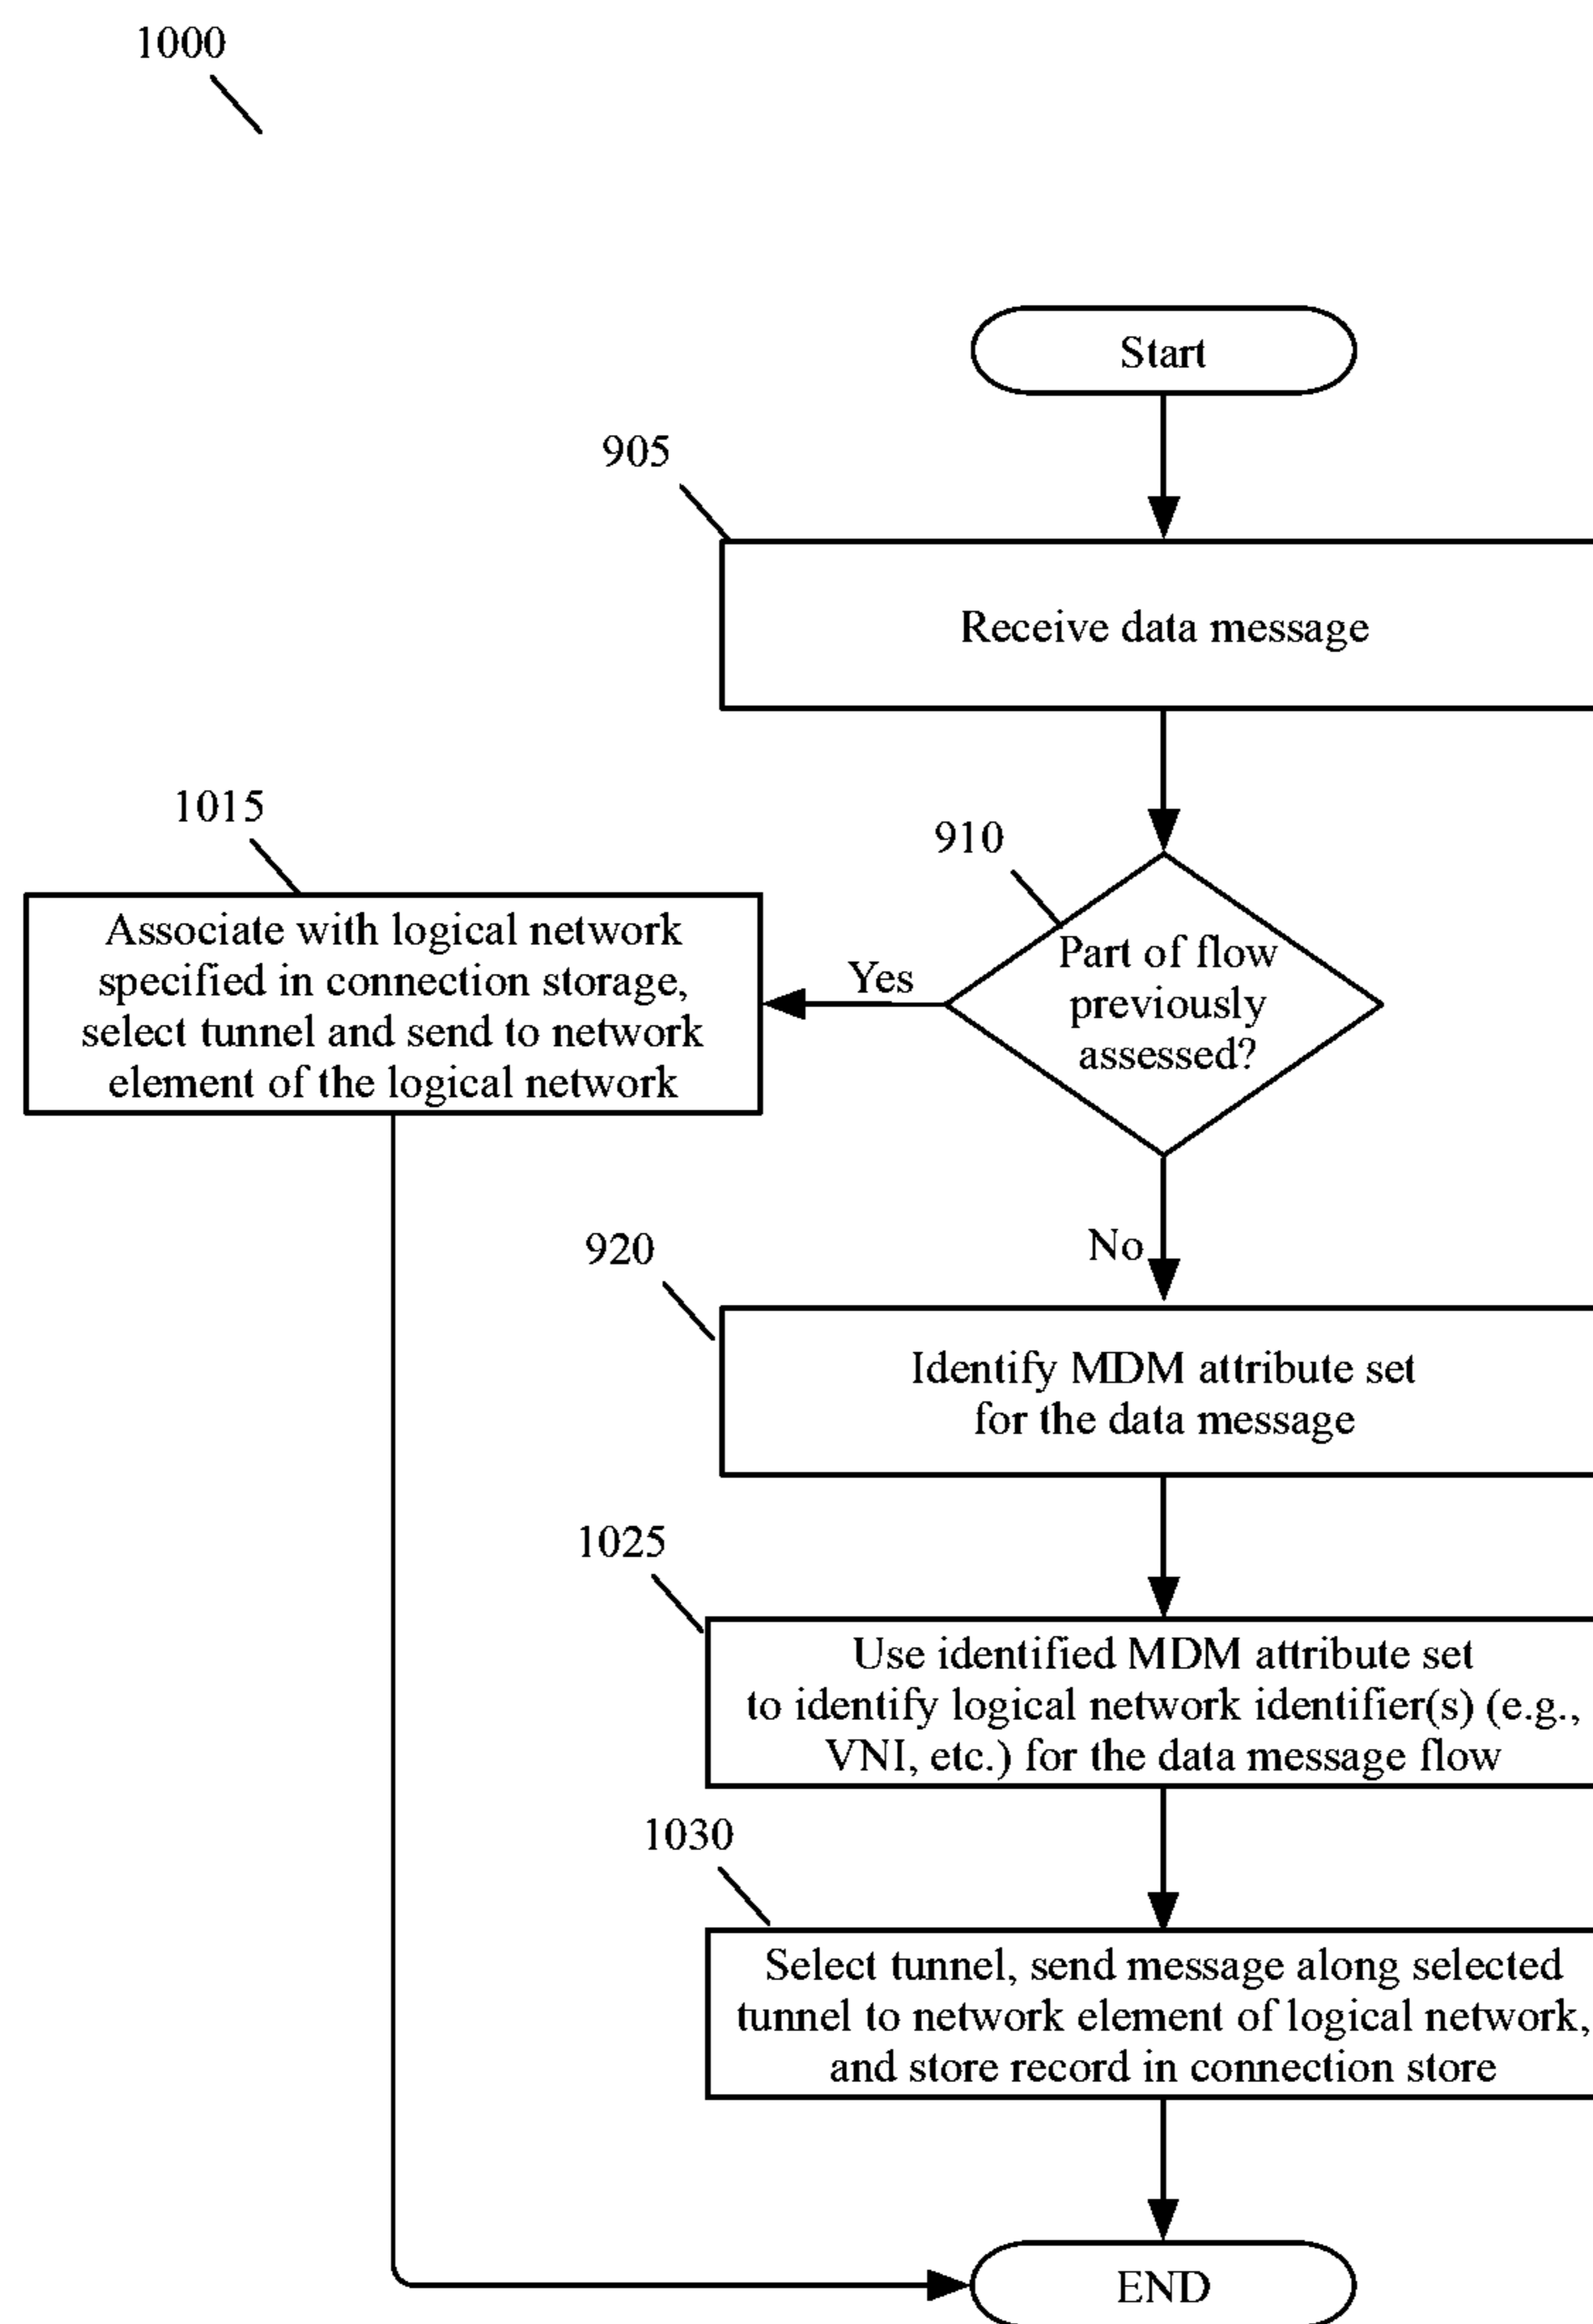 1000
Start
905
Receive data message
910
Part of flow
previously
assessed?
Yes
1015
Associate with logical network
specified in connection storage,
select tunnel and send to network
element of the logical network
No
920
Identify MDM attribute set
for the data message
1025
Use identified MDM attribute set
to identify logical network identifier(s) (e.g.,
VNI, etc.) for the data message flow
1030
Select tunnel, send message along selected
tunnel to network element of logical network,
and store record in connection store
END